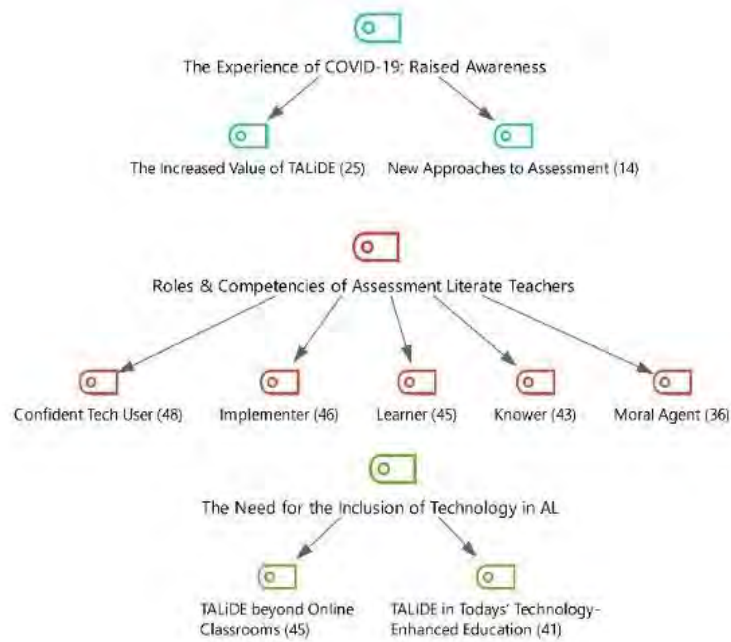 The Experience of COVID-19: Raised Awareness
The Increased Value of TALiDE (25)
New Approaches to Assessment (14)
Roles & Competencies of Assessment Literate Teachers
Confident Tech User (48)
Implementer (46)
Learner (45)
Knower (43)
Moral Agent (36)
The Need for the Inclusion of Technology in AL
TALiDE beyond Online
Classrooms (45)
TALiDE in Todays' Technology-
Enhanced Education (41)